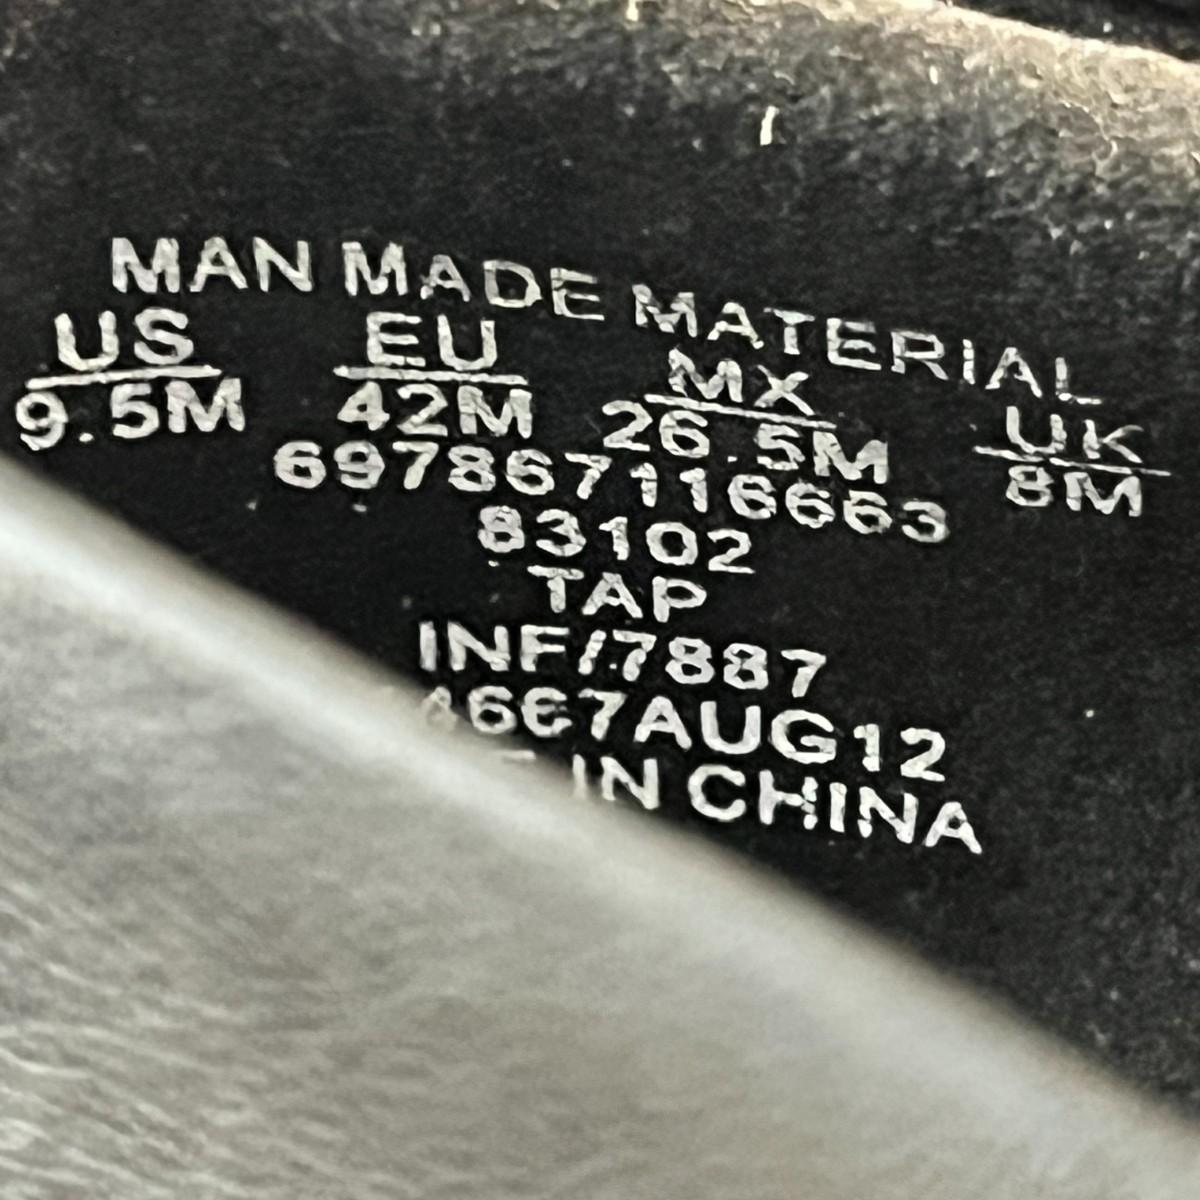 MAN MADE MATERIAL
US EU MX UK
9.5M 42M 26.5M 8M
697867116663
83102
TAP
INF/7887
IN CHINA